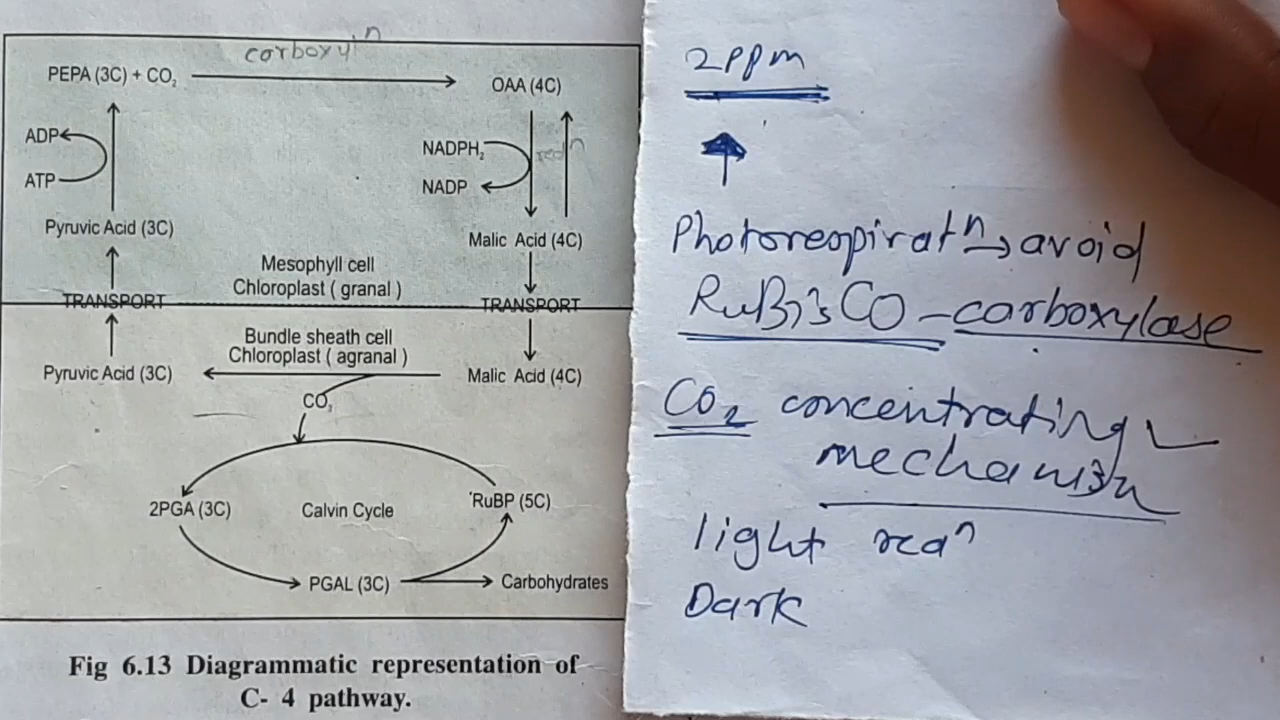 carboxylⁿ
PEPA (3C) + CO₂
OAA (4C)
ADP
ATP
NADPH₂
redⁿ
NADP
Pyruvic Acid (3C)
Malic Acid (4C)
Mesophyll cell
Chloroplast ( granal )
TRANSPORT
TRANSPORT
Bundle sheath cell
Chloroplast ( agranal )
Pyruvic Acid (3C)
Malic Acid (4C)
CO₂
2PGA (3C)
Calvin Cycle
RuBP (5C)
PGAL (3C)
Carbohydrates
Fig 6.13 Diagrammatic representation of
C- 4 pathway.
2ppm
Photorespiratⁿ → avoid
RuBisCO - carboxylase
CO₂ concentrating
mechanism
light reaⁿ
Dark